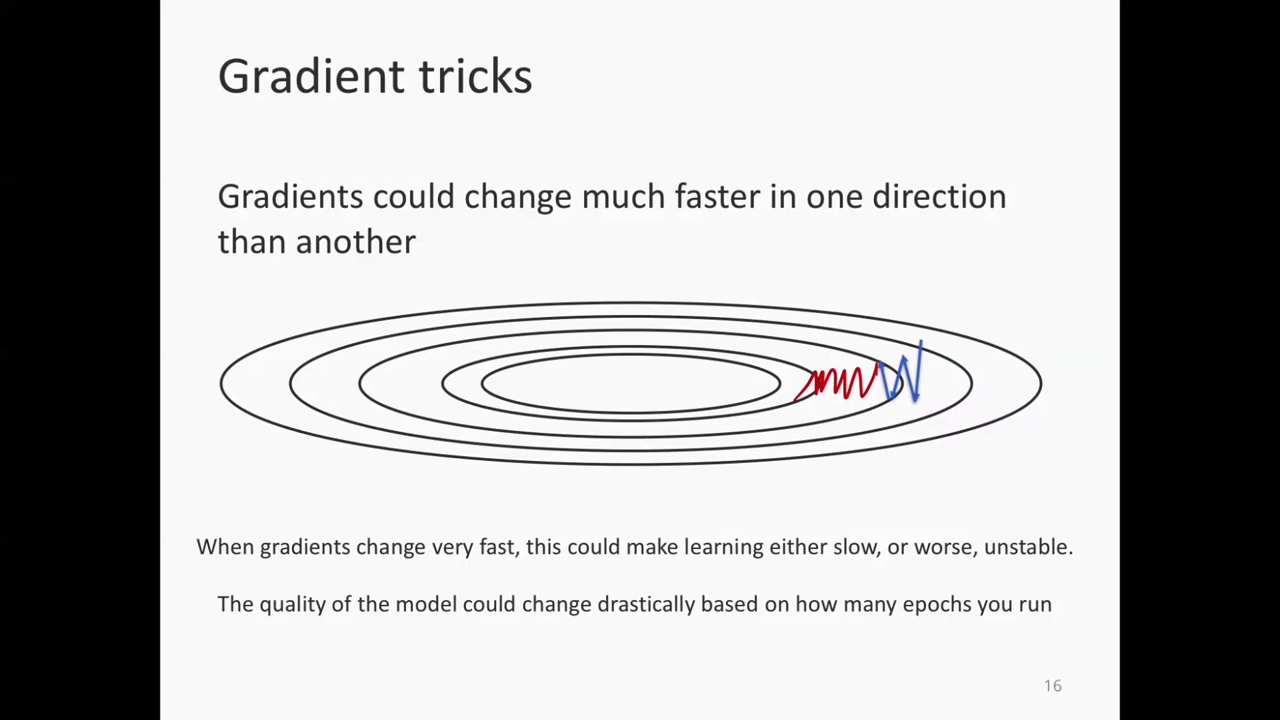 Gradient tricks
Gradients could change much faster in one direction
than another
When gradients change very fast, this could make learning either slow, or worse, unstable.
The quality of the model could change drastically based on how many epochs you run
16